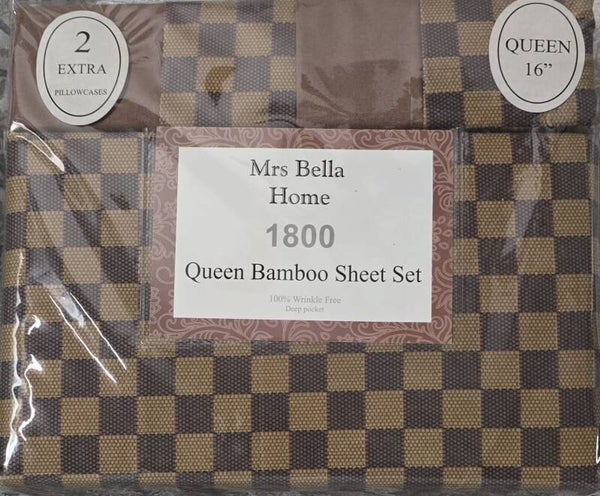 2
EXTRA
PILLOWCASES
QUEEN
16”
Mrs Bella
Home
1800
Queen Bamboo Sheet Set
100% Wrinkle Free
Deep pocket